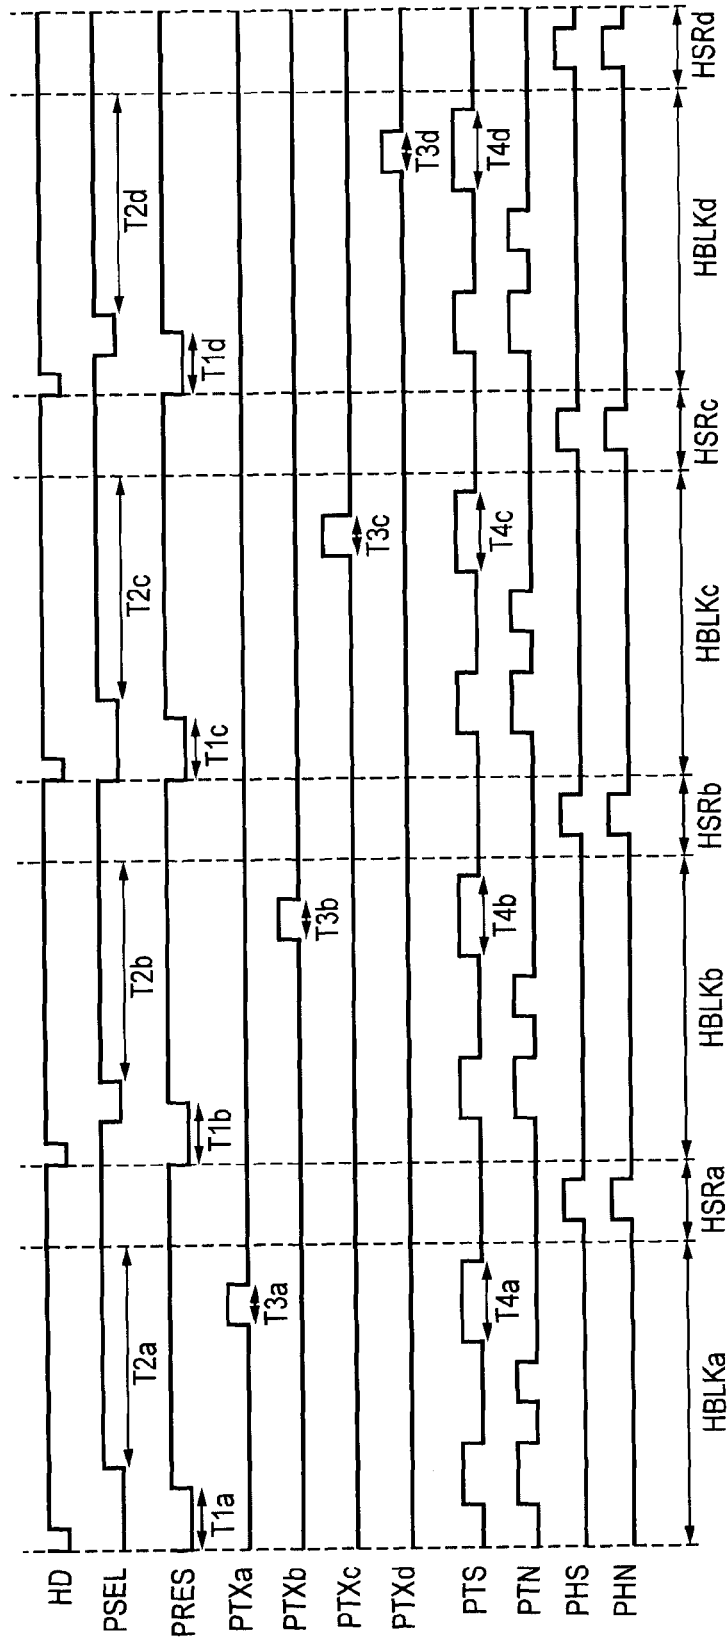 HD
PSEL
PRES
PTXa
PTXb
PTXc
PTXd
PTS
PTN
PHS
PHN
T2a
T2b
T2c
T2d
T1a
T1b
T1c
T1d
T3a
T3b
T3c
T3d
T4a
T4b
T4c
T4d
HBLKa
HSRa
HBLKb
HSRb
HBLKc
HSRc
HBLKd
HSRd